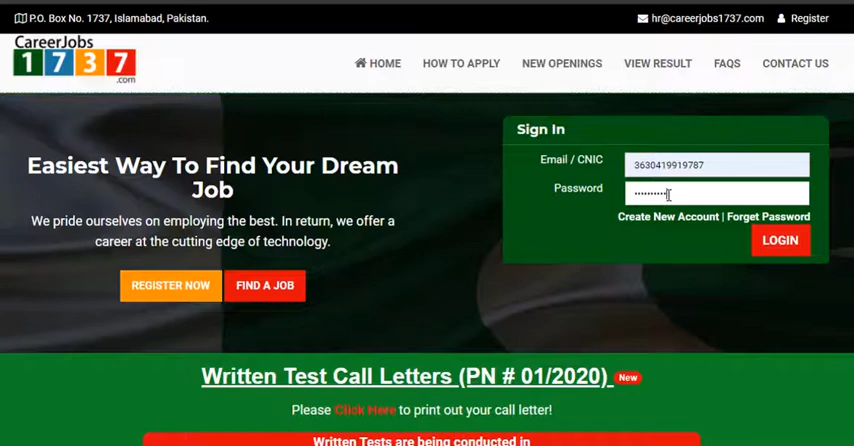 P.O. Box No. 1737, Islamabad, Pakistan.
hr@careerjobs1737.com Register
CareerJobs
1737
.com
HOME HOW TO APPLY NEW OPENINGS VIEW RESULT FAQS CONTACT US
Sign In
Email / CNIC 3630419919787
Password ··········
Create New Account | Forget Password
LOGIN
Easiest Way To Find Your Dream
Job
We pride ourselves on employing the best. In return, we offer a
career at the cutting edge of technology.
REGISTER NOW FIND A JOB
Written Test Call Letters (PN # 01/2020) New
Please Click Here to print out your call letter!
Written Tests are being conducted in